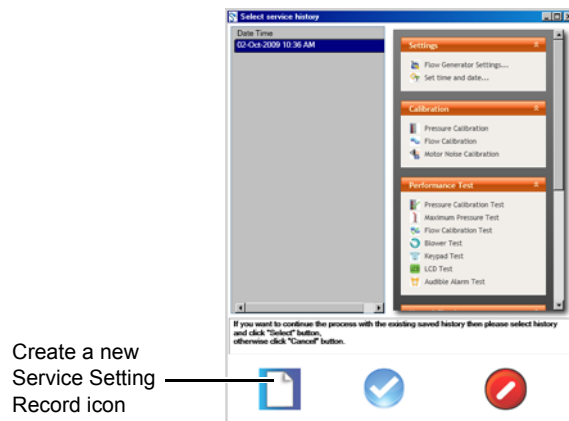 Select service history
Date Time
02-Oct-2009 10:36 AM
Settings
Flow Generator Settings....
Set time and date....
Calibration
Pressure Calibration
Flow Calibration
Motor Noise Calibration
Performance Test
Pressure Calibration Test
Maximum Pressure Test
Flow Calibration Test
Blower Test
Keypad Test
LCD Test
Audible Alarm Test
If you want to continue the process with the existing saved history then please select history
and click "Select" button,
otherwise click "Cancel" button.
Create a new
Service Setting
Record icon